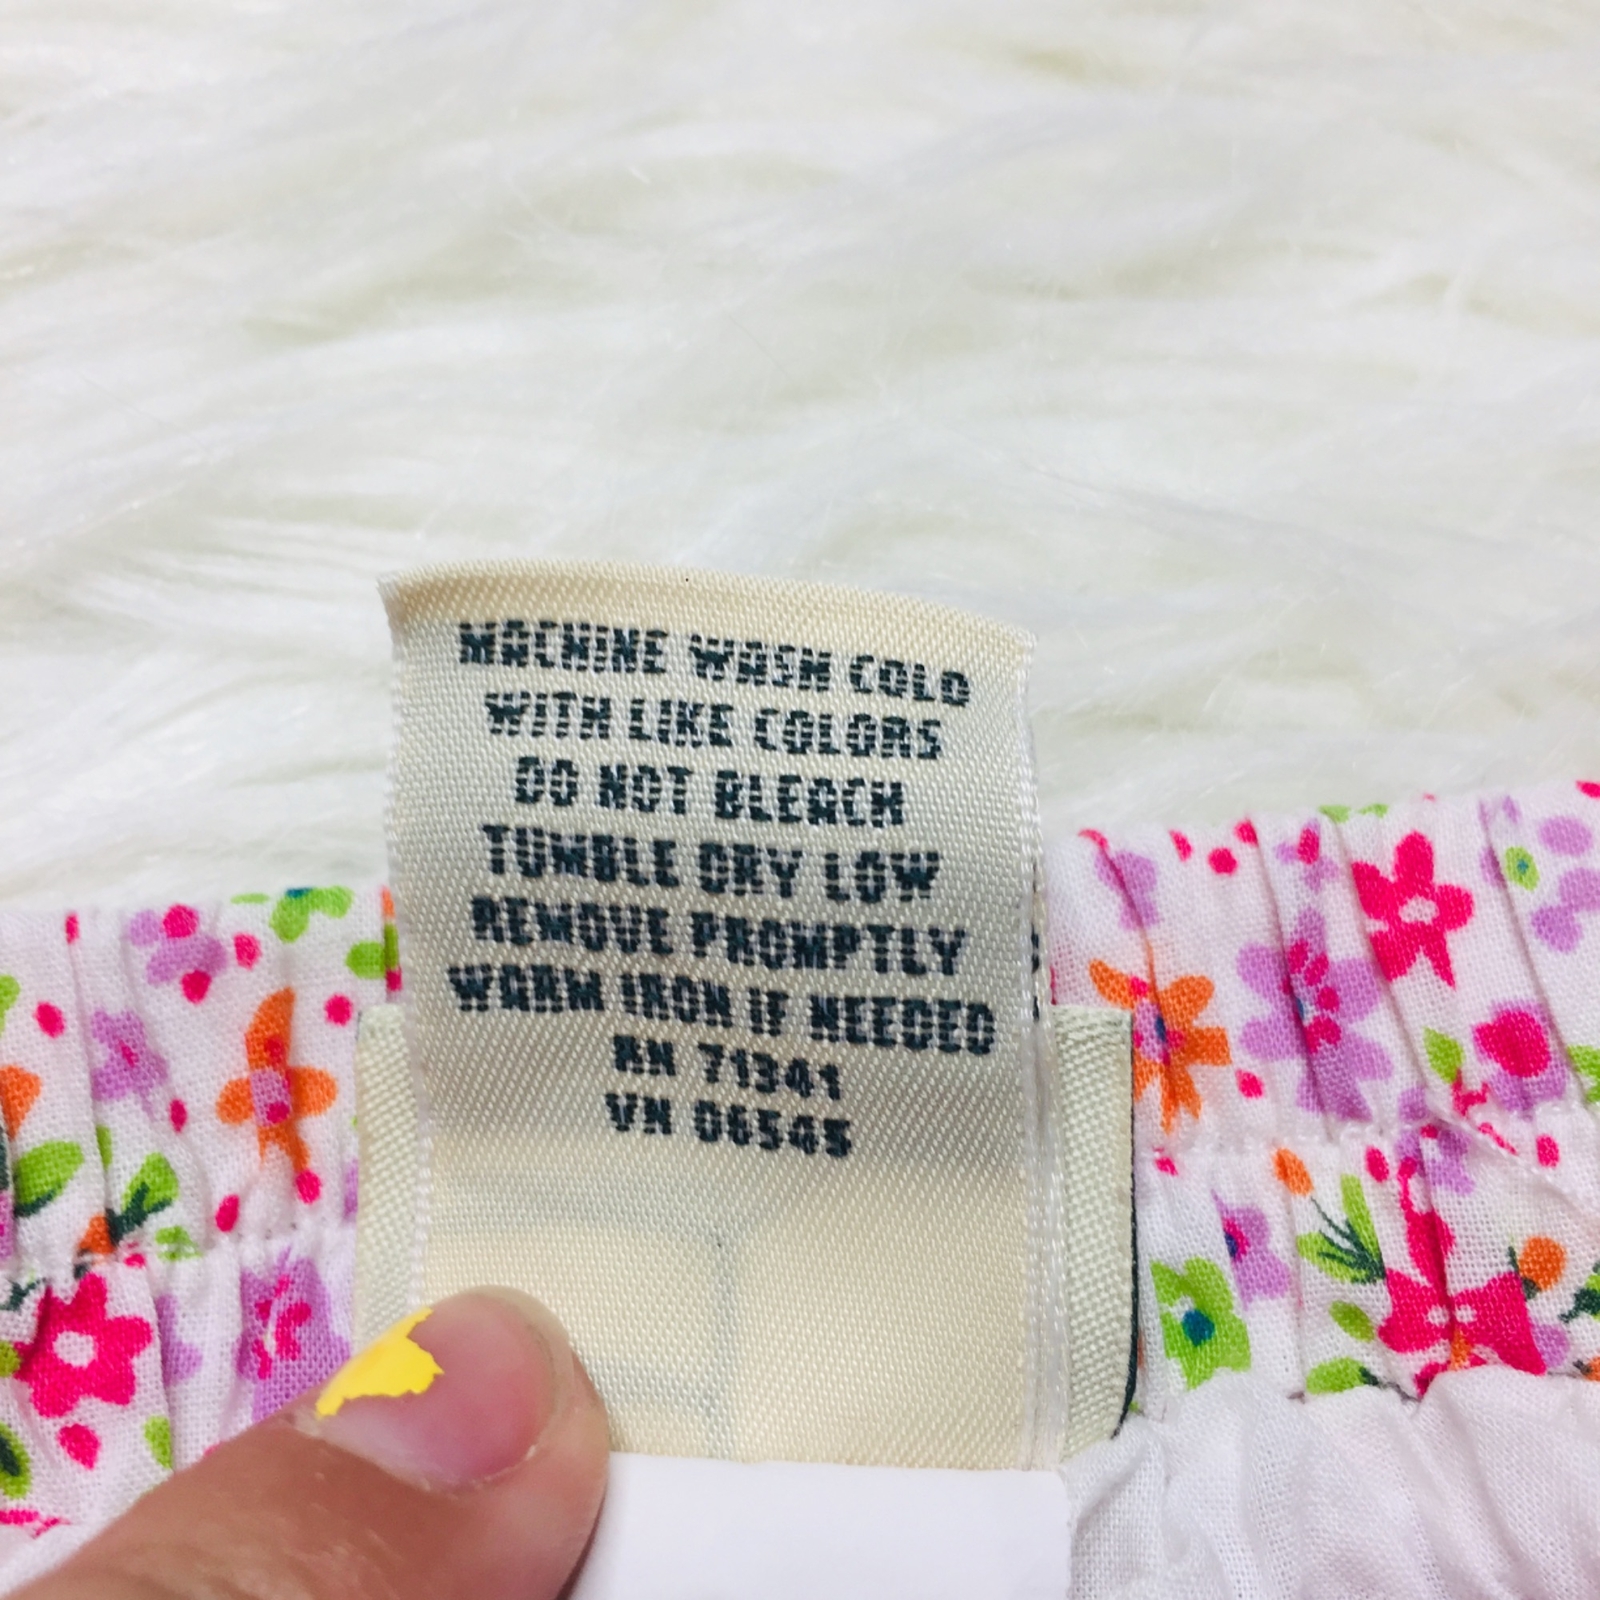 MACHINE WASH COLD
WITH LIKE COLORS
DO NOT BLEACH
TUMBLE DRY LOW
REMOVE PROMPTLY
WARM IRON IF NEEDED
RN 71341
VN 06545